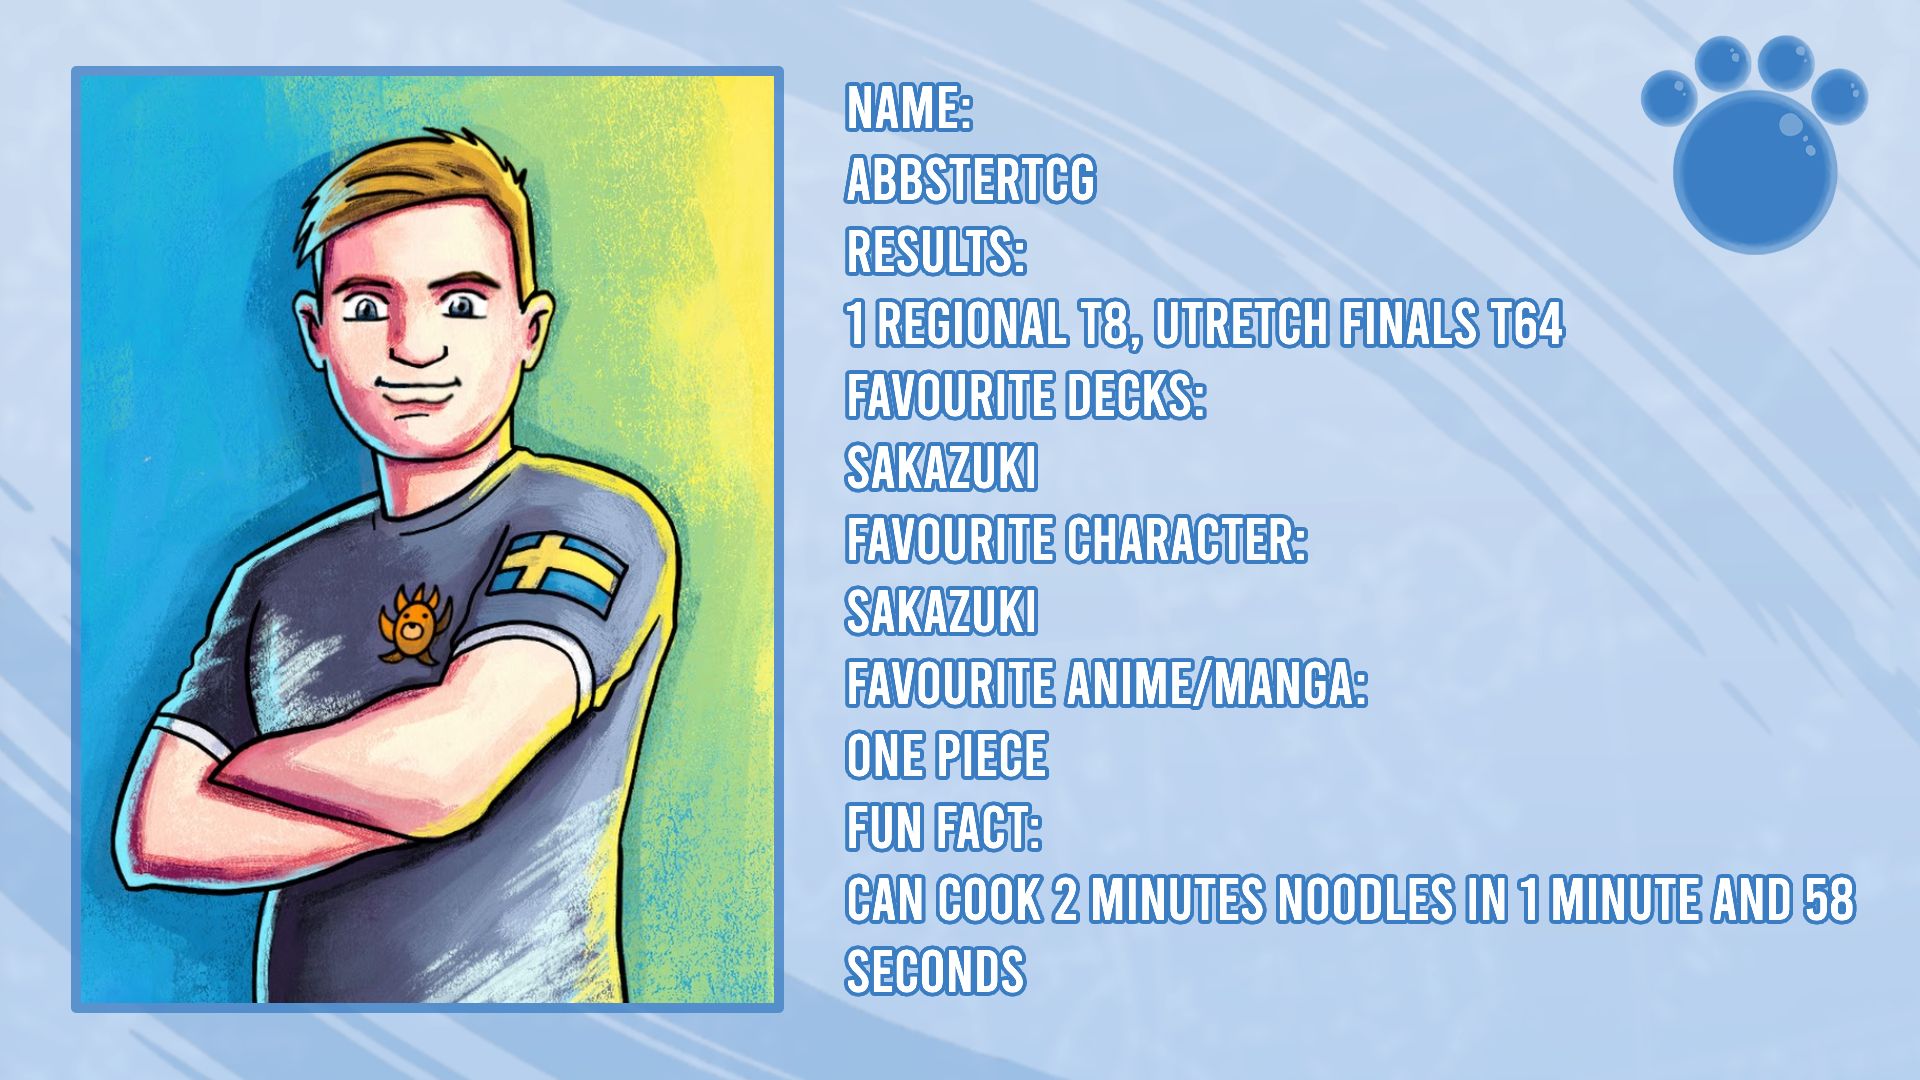 NAME:
ABBSTERTCG
RESULTS:
1 REGIONAL T8, UTRETCH FINALS T64
FAVOURITE DECKS:
SAKAZUKI
FAVOURITE CHARACTER:
SAKAZUKI
FAVOURITE ANIME/MANGA:
ONE PIECE
FUN FACT:
CAN COOK 2 MINUTES NOODLES IN 1 MINUTE AND 58
SECONDS